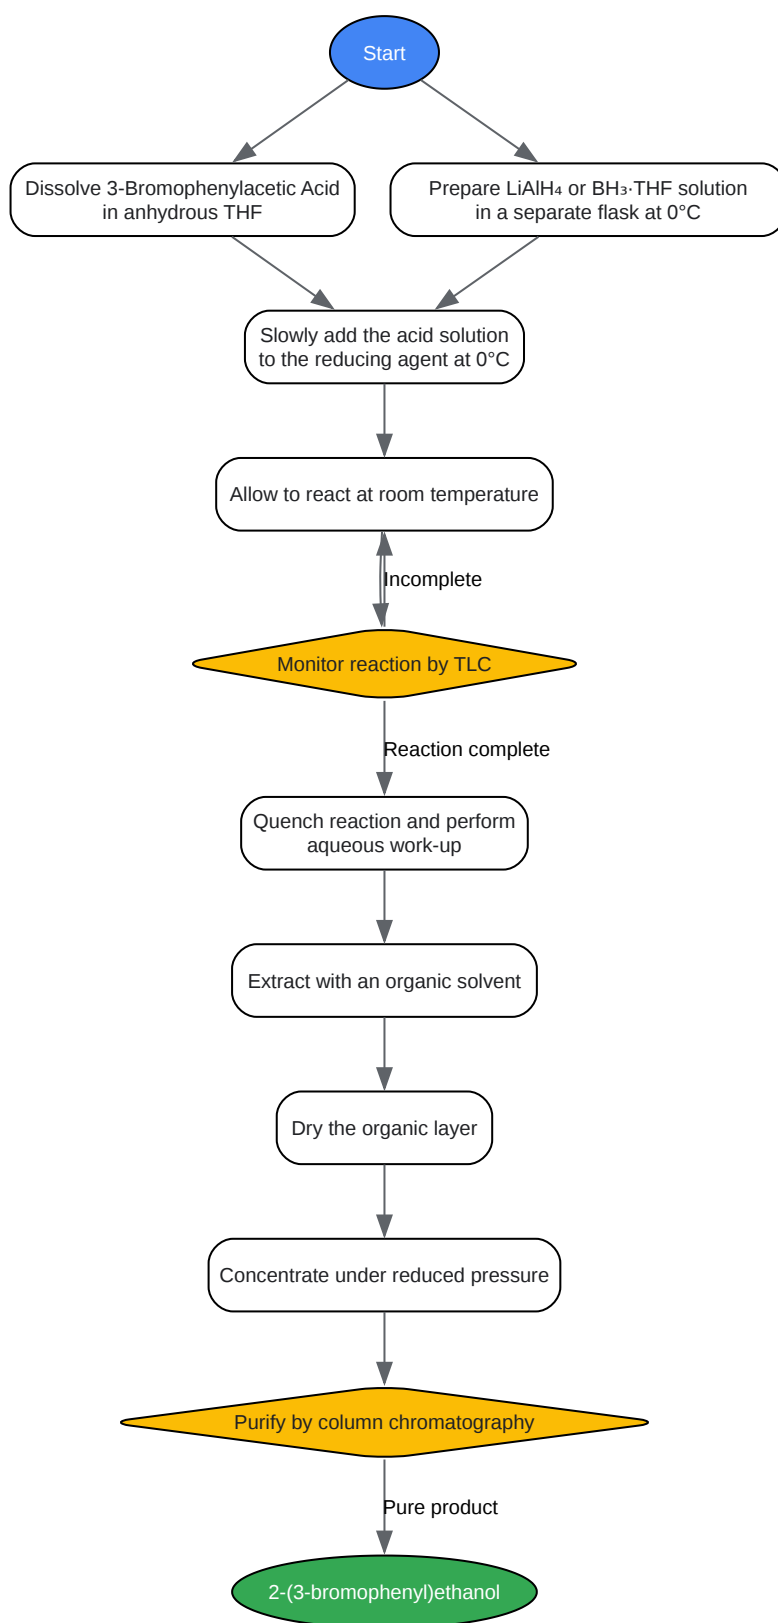 Start
Dissolve 3-Bromophenylacetic Acid
in anhydrous THF
Prepare LiAlH₄ or BH₃·THF solution
in a separate flask at 0°C
Slowly add the acid solution
to the reducing agent at 0°C
Allow to react at room temperature
Incomplete
Monitor reaction by TLC
Reaction complete
Quench reaction and perform
aqueous work-up
Extract with an organic solvent
Dry the organic layer
Concentrate under reduced pressure
Purify by column chromatography
Pure product
2-(3-bromophenyl)ethanol